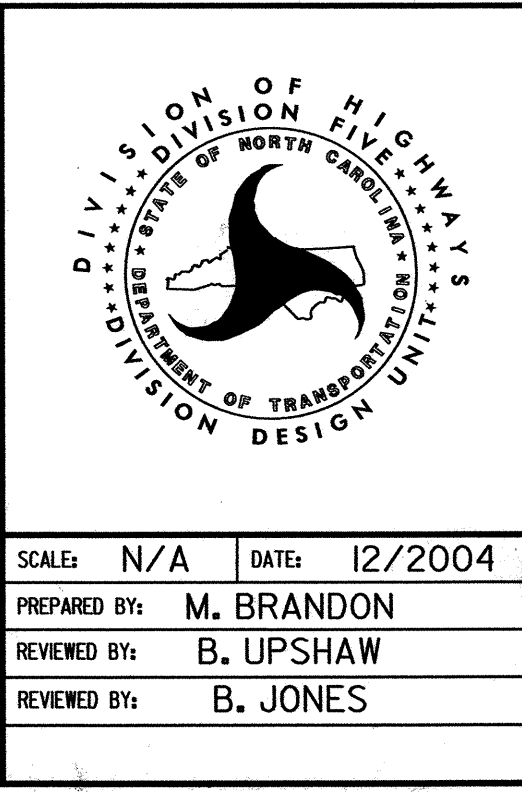 DIVISION OF HIGHWAYS
DIVISION FIVE
STATE OF NORTH CAROLINA
DEPARTMENT OF TRANSPORTATION
DIVISION DESIGN UNIT
SCALE: N/A DATE: 12/2004
PREPARED BY: M. BRANDON
REVIEWED BY: B. UPSHAW
REVIEWED BY: B. JONES